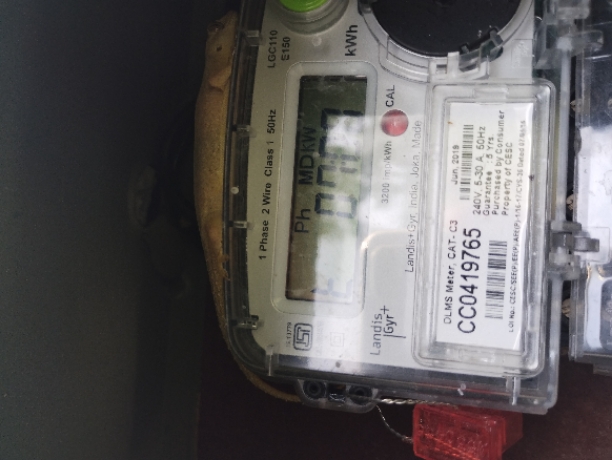 LGC110
E150
kWh
1 Phase 2 Wire Class 1 50Hz
Ph MDKW
CAL
3200 imp/kWh
Landis+Gyr, India, Joka, Made
Landis
|Gyr+
ISI
DLMS Meter, CAT- C3
Jun, 2018
CC0419765
240V, 5-30 A, 50Hz
Guarantee : 5 Yrs.
Purchased by Consumer
Property of CESC